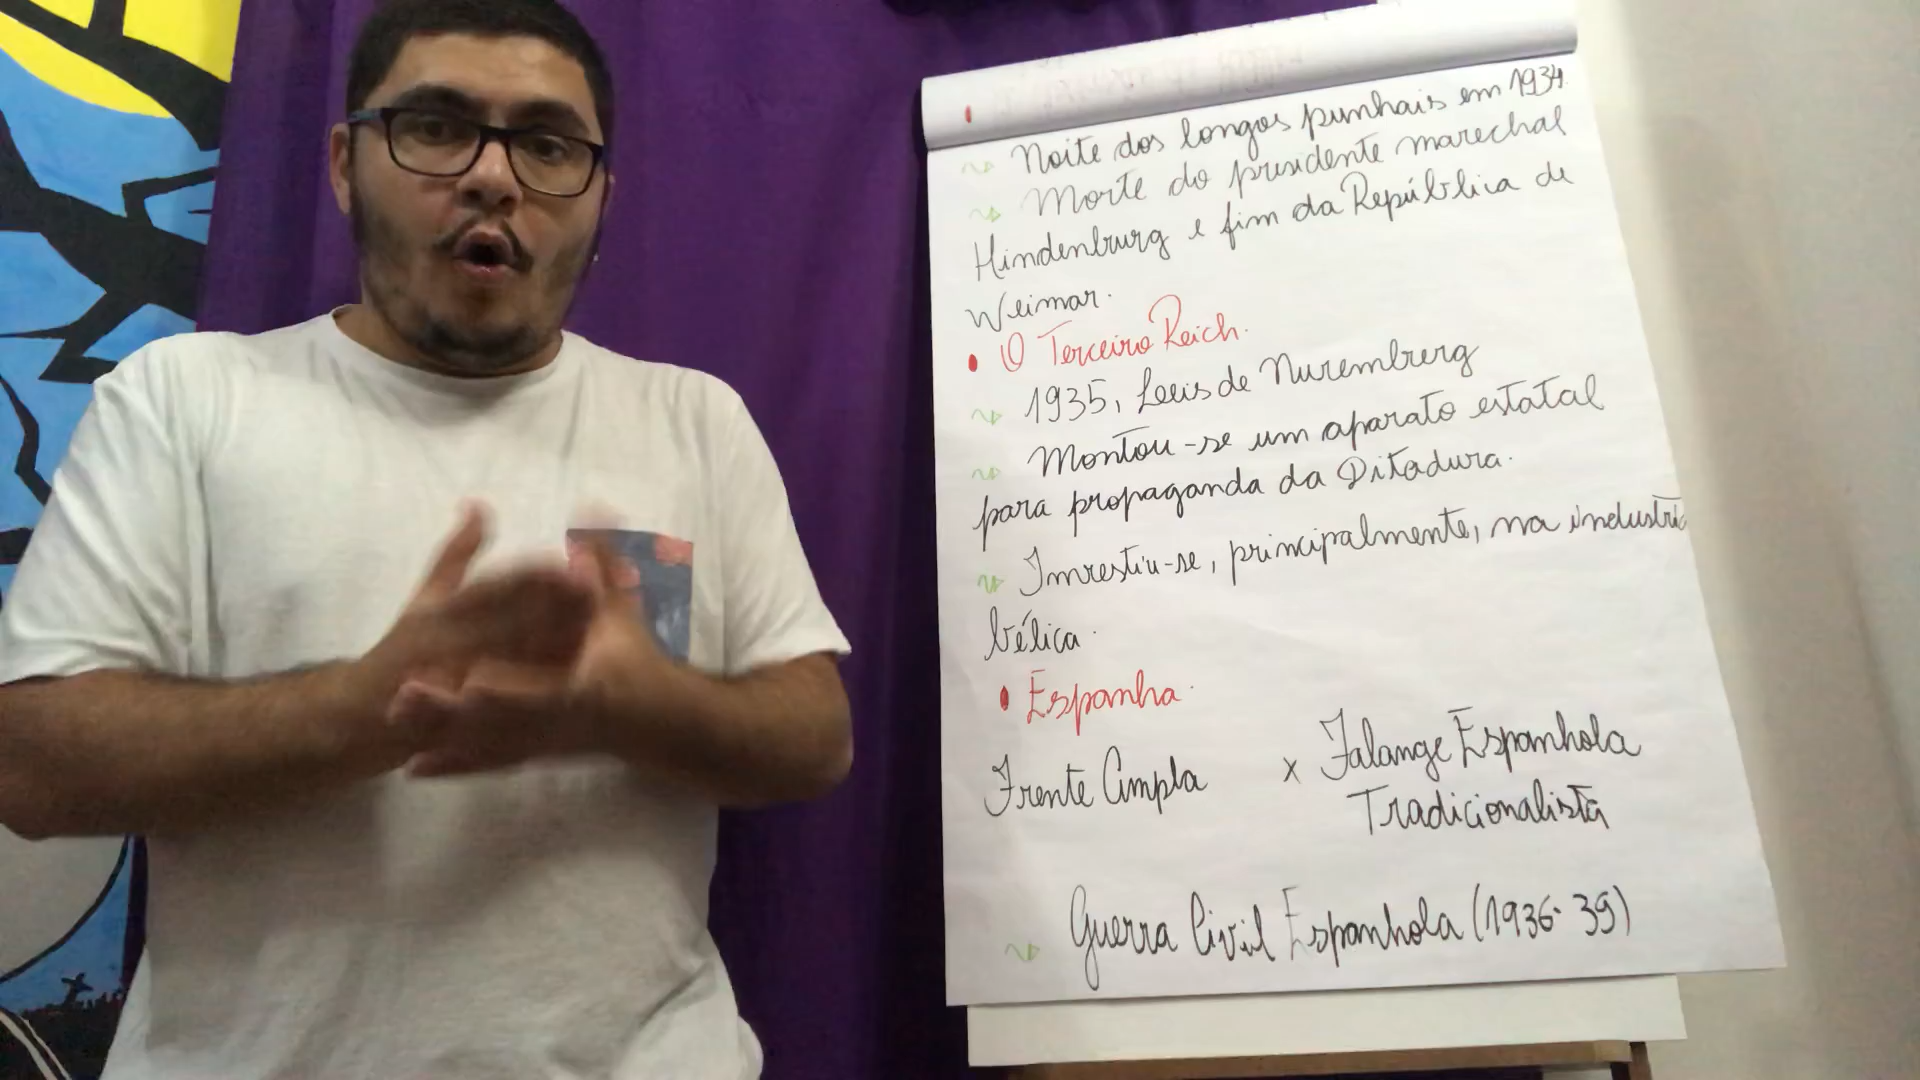 Noite dos longos punhais em 1934.
Morte do presidente marechal
Hindenburg e fim da República de
Weimar.
O Terceiro Reich.
1935, Leis de Nuremberg
Montou-se um aparato estatal
para propaganda da Ditadura.
Investiu-se, principalmente, na industria
bélica.
Espanha.
Frente Ampla x Falange Espanhola
Tradicionalista
Guerra Civil Espanhola (1936-39)